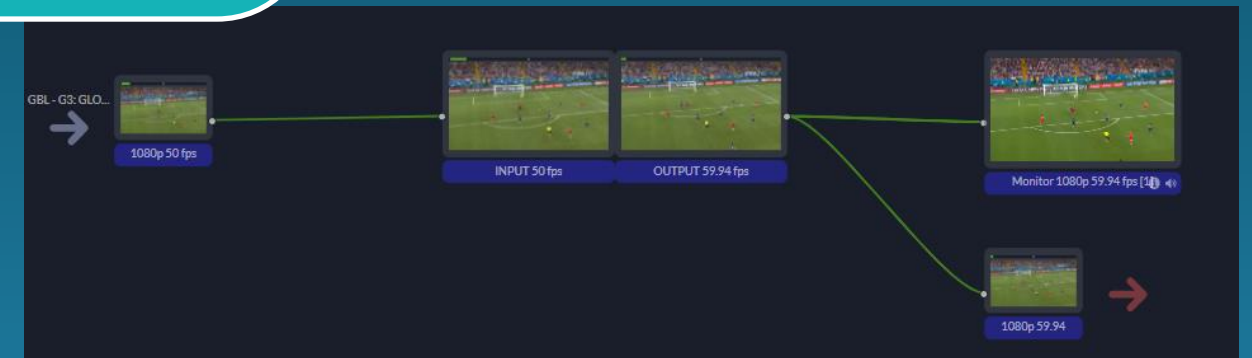 GBL - G3: GLO...
1080p 50 fps
INPUT 50 fps
OUTPUT 59.94 fps
Monitor 1080p 59.94 fps [1]
1080p 59.94